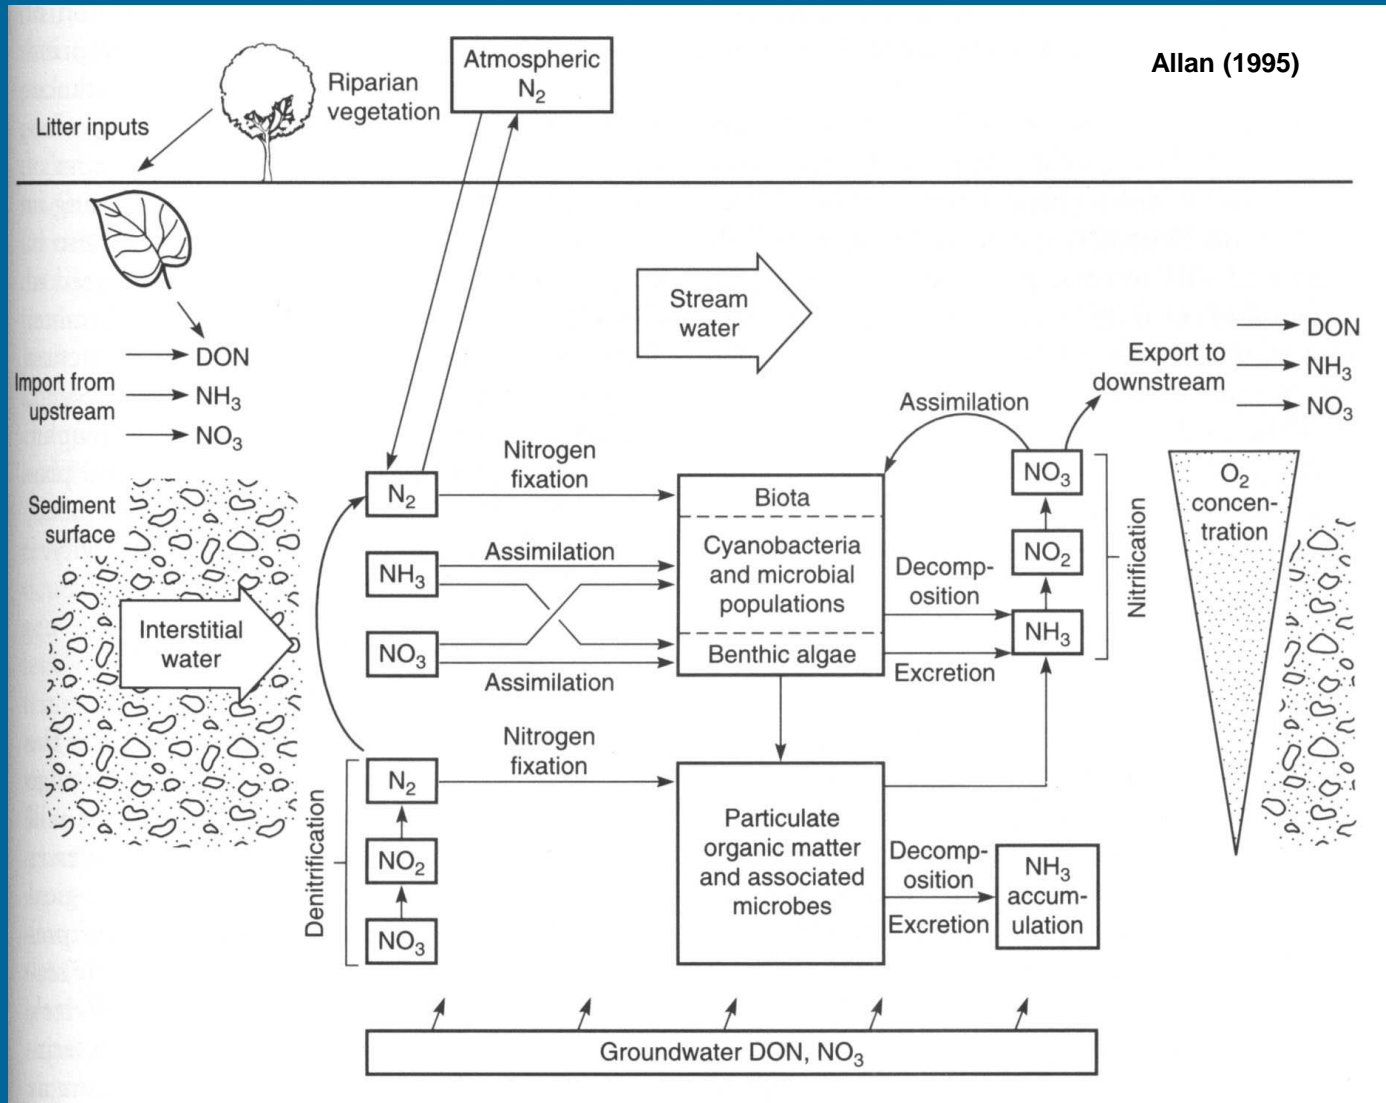 Allan (1995)
Atmospheric
N₂
Riparian
vegetation
Litter inputs
Stream
water
DON
Import from
upstream
NH₃
NO₃
Export to
downstream
DON
NH₃
NO₃
Sediment
surface
Interstitial
water
N₂
Nitrogen
fixation
NH₃
Assimilation
NO₃
Assimilation
Biota
Cyanobacteria
and microbial
populations
Benthic algae
Assimilation
NO₃
NO₂
NH₃
Nitrification
Decomp-
osition
Excretion
O₂
concen-
tration
Denitrification
N₂
NO₂
NO₃
Nitrogen
fixation
Particulate
organic matter
and associated
microbes
Decomp-
osition
Excretion
NH₃
accum-
ulation
Groundwater DON, NO₃